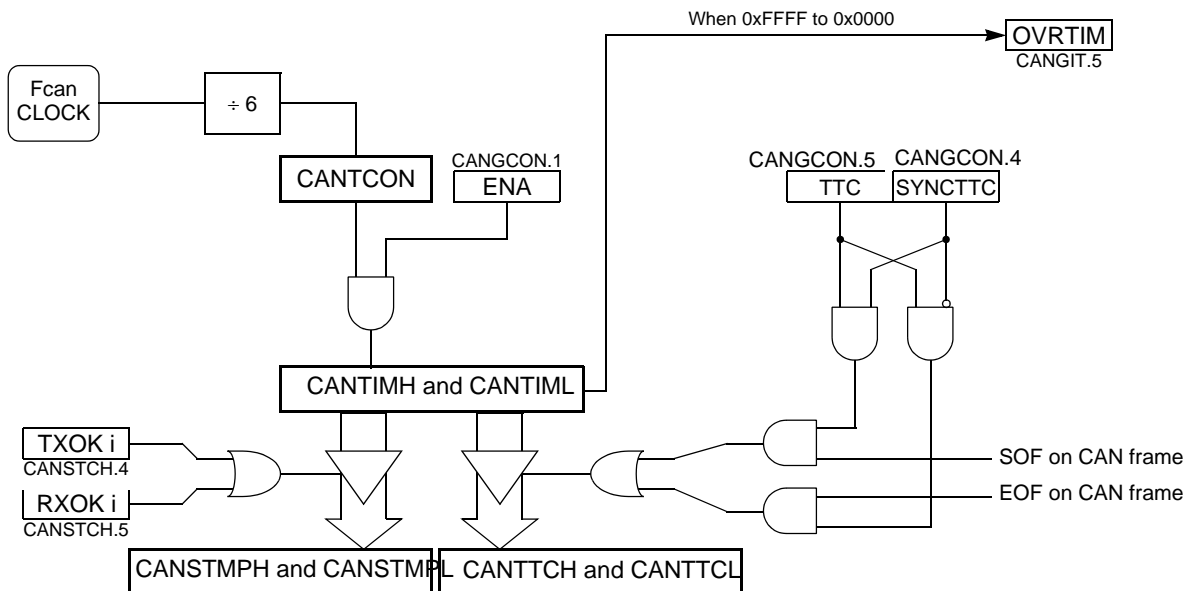 When 0xFFFF to 0x0000
OVRTIM
CANGIT.5
Fcan
CLOCK
÷ 6
CANTCON
CANGCON.1
ENA
CANGCON.5
CANGCON.4
TTC
SYNCTTC
CANTIMH and CANTIML
TXOK i
CANSTCH.4
RXOK i
CANSTCH.5
SOF on CAN frame
EOF on CAN frame
CANSTMPH and CANSTMPL
CANTTCH and CANTTCL